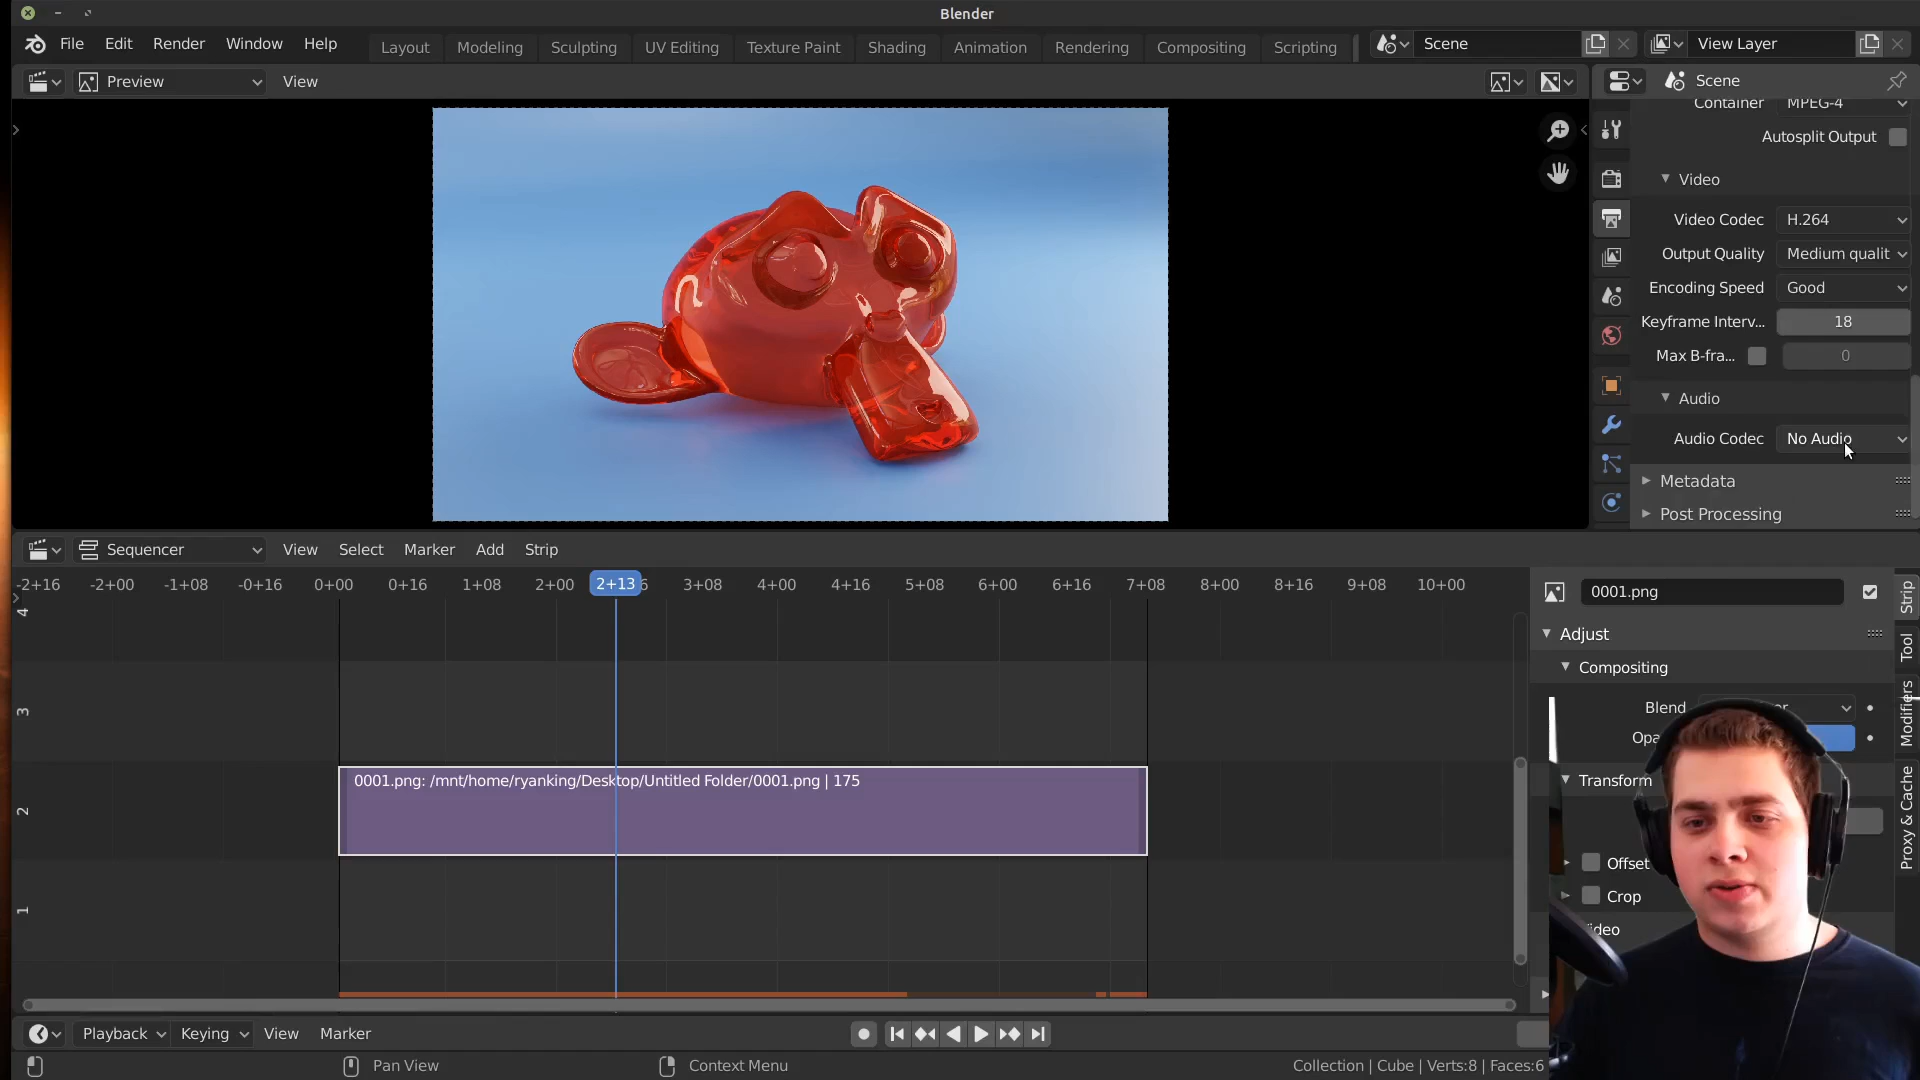 Blender
File Edit Render Window Help Layout Modeling Sculpting UV Editing Texture Paint Shading Animation Rendering Compositing Scripting Scene View Layer
Preview View Scene
Container MPEG-4
Autosplit Output
Video
Video Codec H.264
Output Quality Medium qualit
Encoding Speed Good
Keyframe Interv... 18
Max B-fra... 0
Audio
Audio Codec No Audio
Metadata
Post Processing
Sequencer View Select Marker Add Strip
-2+16 -2+00 -1+08 -0+16 0+00 0+16 1+08 2+00 2+13 6 3+08 4+00 4+16 5+08 6+00 6+16 7+08 8+00 8+16 9+08 10+00
4
3
2
1
0001.png: /mnt/home/ryanking/Desktop/Untitled Folder/0001.png | 175
0001.png
Adjust
Compositing
Blend
Opa
Transform
Offset
Crop
ideo
Strip
Tool
Modifiers
Proxy & Cache
Playback Keying View Marker
Pan View Context Menu Collection | Cube | Verts:8 | Faces:6